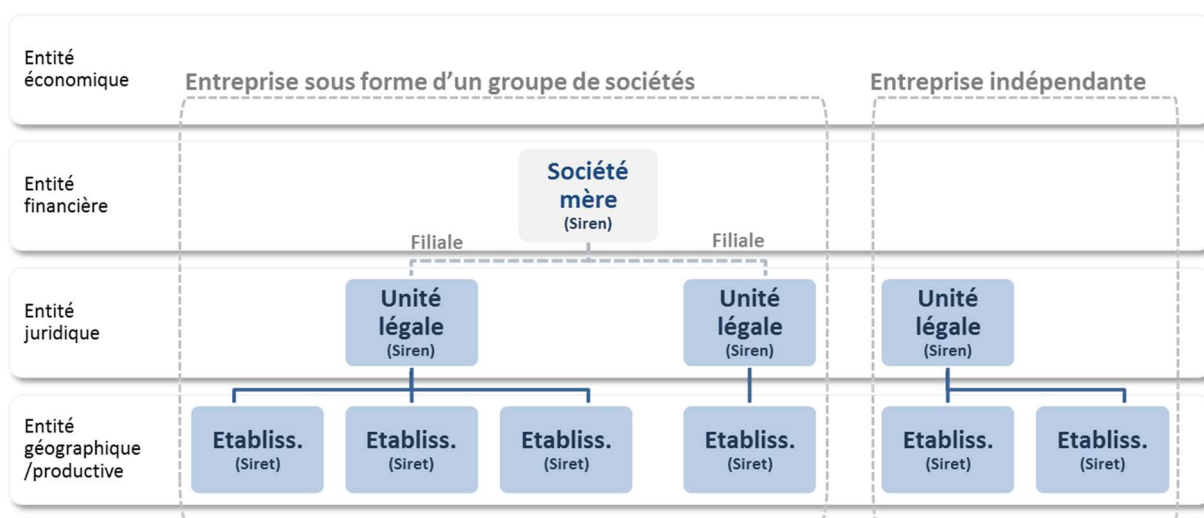 Entité
économique
Entreprise sous forme d'un groupe de sociétés
Entreprise indépendante
Entité
financière
Société
mère
(Siren)
Filiale
Filiale
Entité
juridique
Unité
légale
(Siren)
Unité
légale
(Siren)
Unité
légale
(Siren)
Entité
géographique
/productive
Etabliss.
(Siret)
Etabliss.
(Siret)
Etabliss.
(Siret)
Etabliss.
(Siret)
Etabliss.
(Siret)
Etabliss.
(Siret)